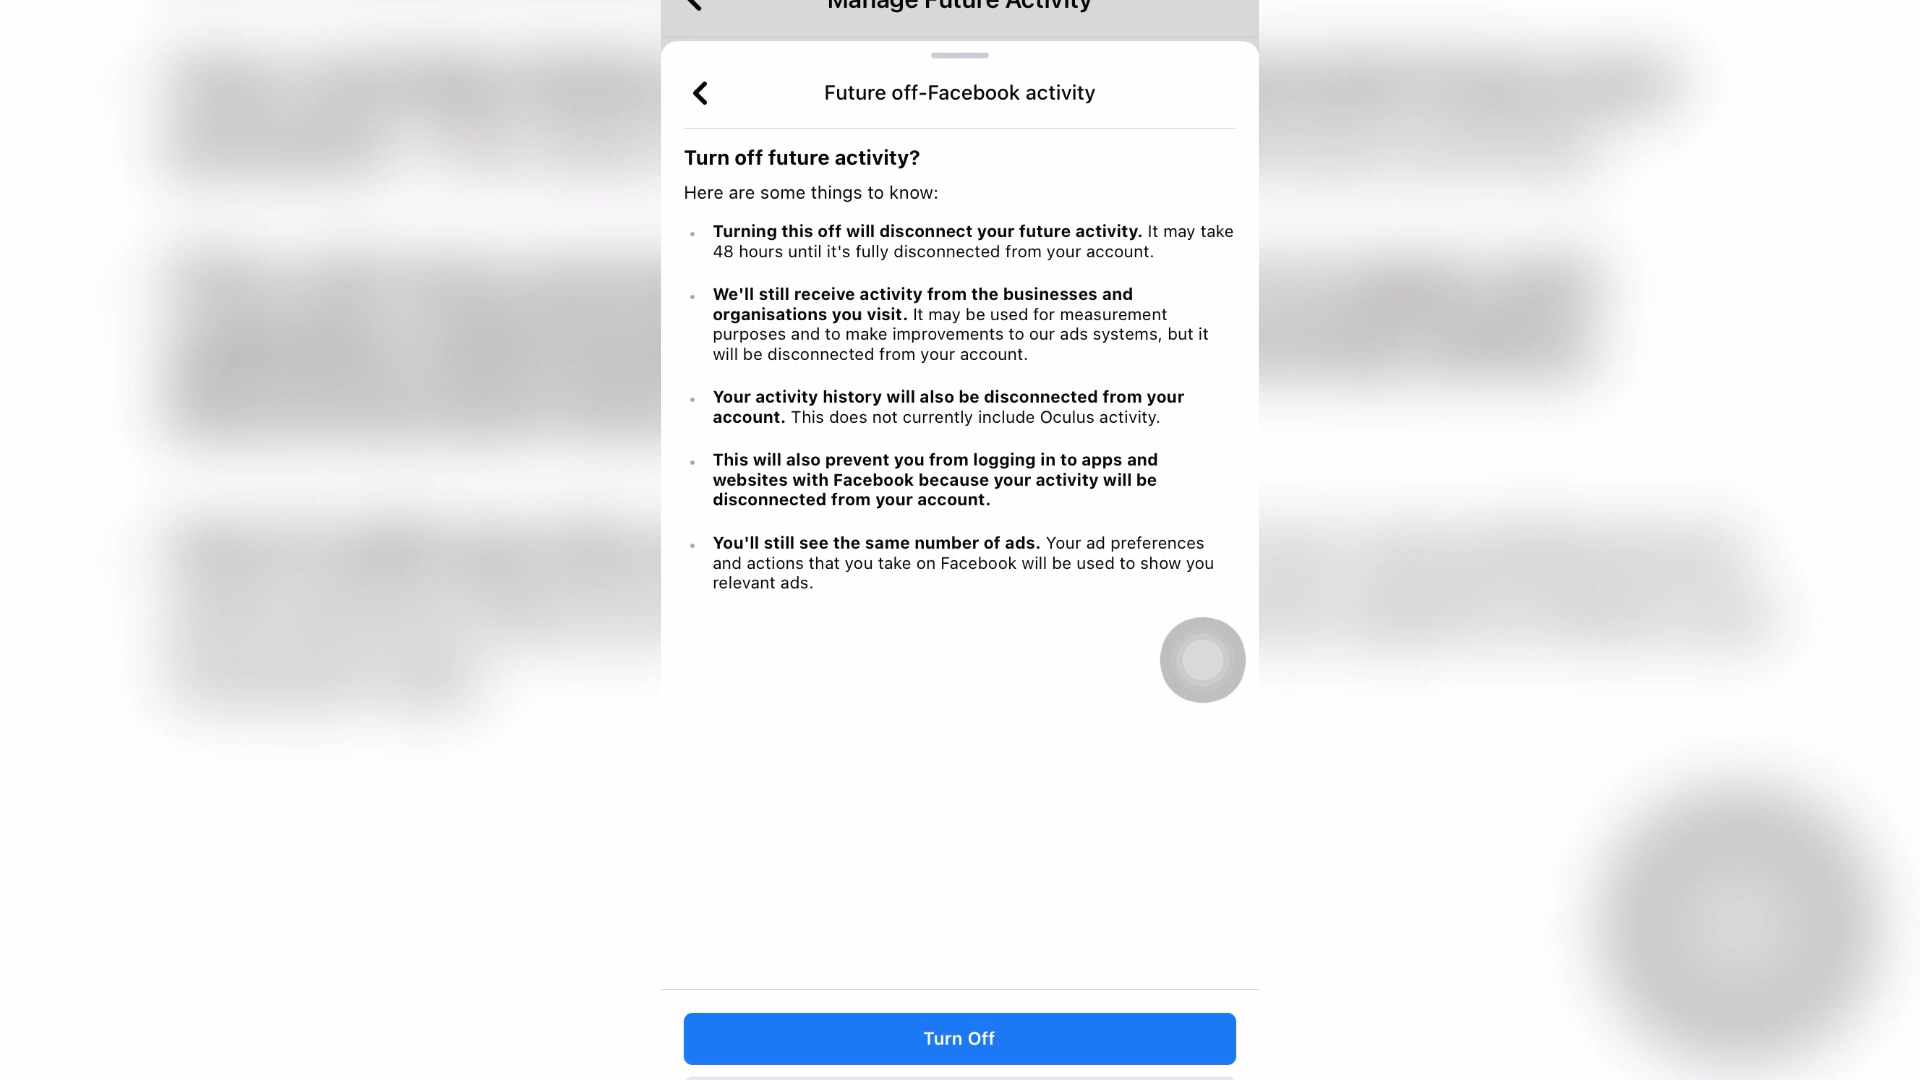 Manage Future Activity
Future off-Facebook activity
Turn off future activity?
Here are some things to know:
Turning this off will disconnect your future activity. It may take
48 hours until it's fully disconnected from your account.
We'll still receive activity from the businesses and
organisations you visit. It may be used for measurement
purposes and to make improvements to our ads systems, but it
will be disconnected from your account.
Your activity history will also be disconnected from your
account. This does not currently include Oculus activity.
This will also prevent you from logging in to apps and
websites with Facebook because your activity will be
disconnected from your account.
You'll still see the same number of ads. Your ad preferences
and actions that you take on Facebook will be used to show you
relevant ads.
Turn Off